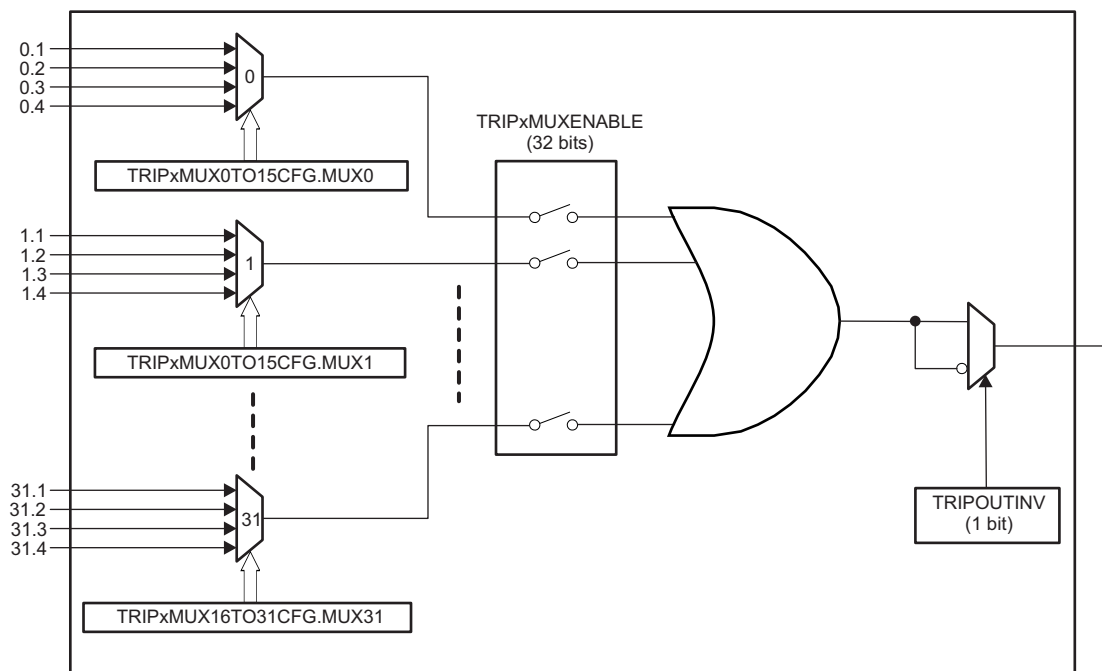 0.1
0.2
0.3
0.4
0
TRIPxMUX0TO15CFG.MUX0
TRIPxMUXENABLE
(32 bits)
1.1
1.2
1.3
1.4
1
TRIPxMUX0TO15CFG.MUX1
31.1
31.2
31.3
31.4
31
TRIPxMUX16TO31CFG.MUX31
TRIPOUTINV
(1 bit)